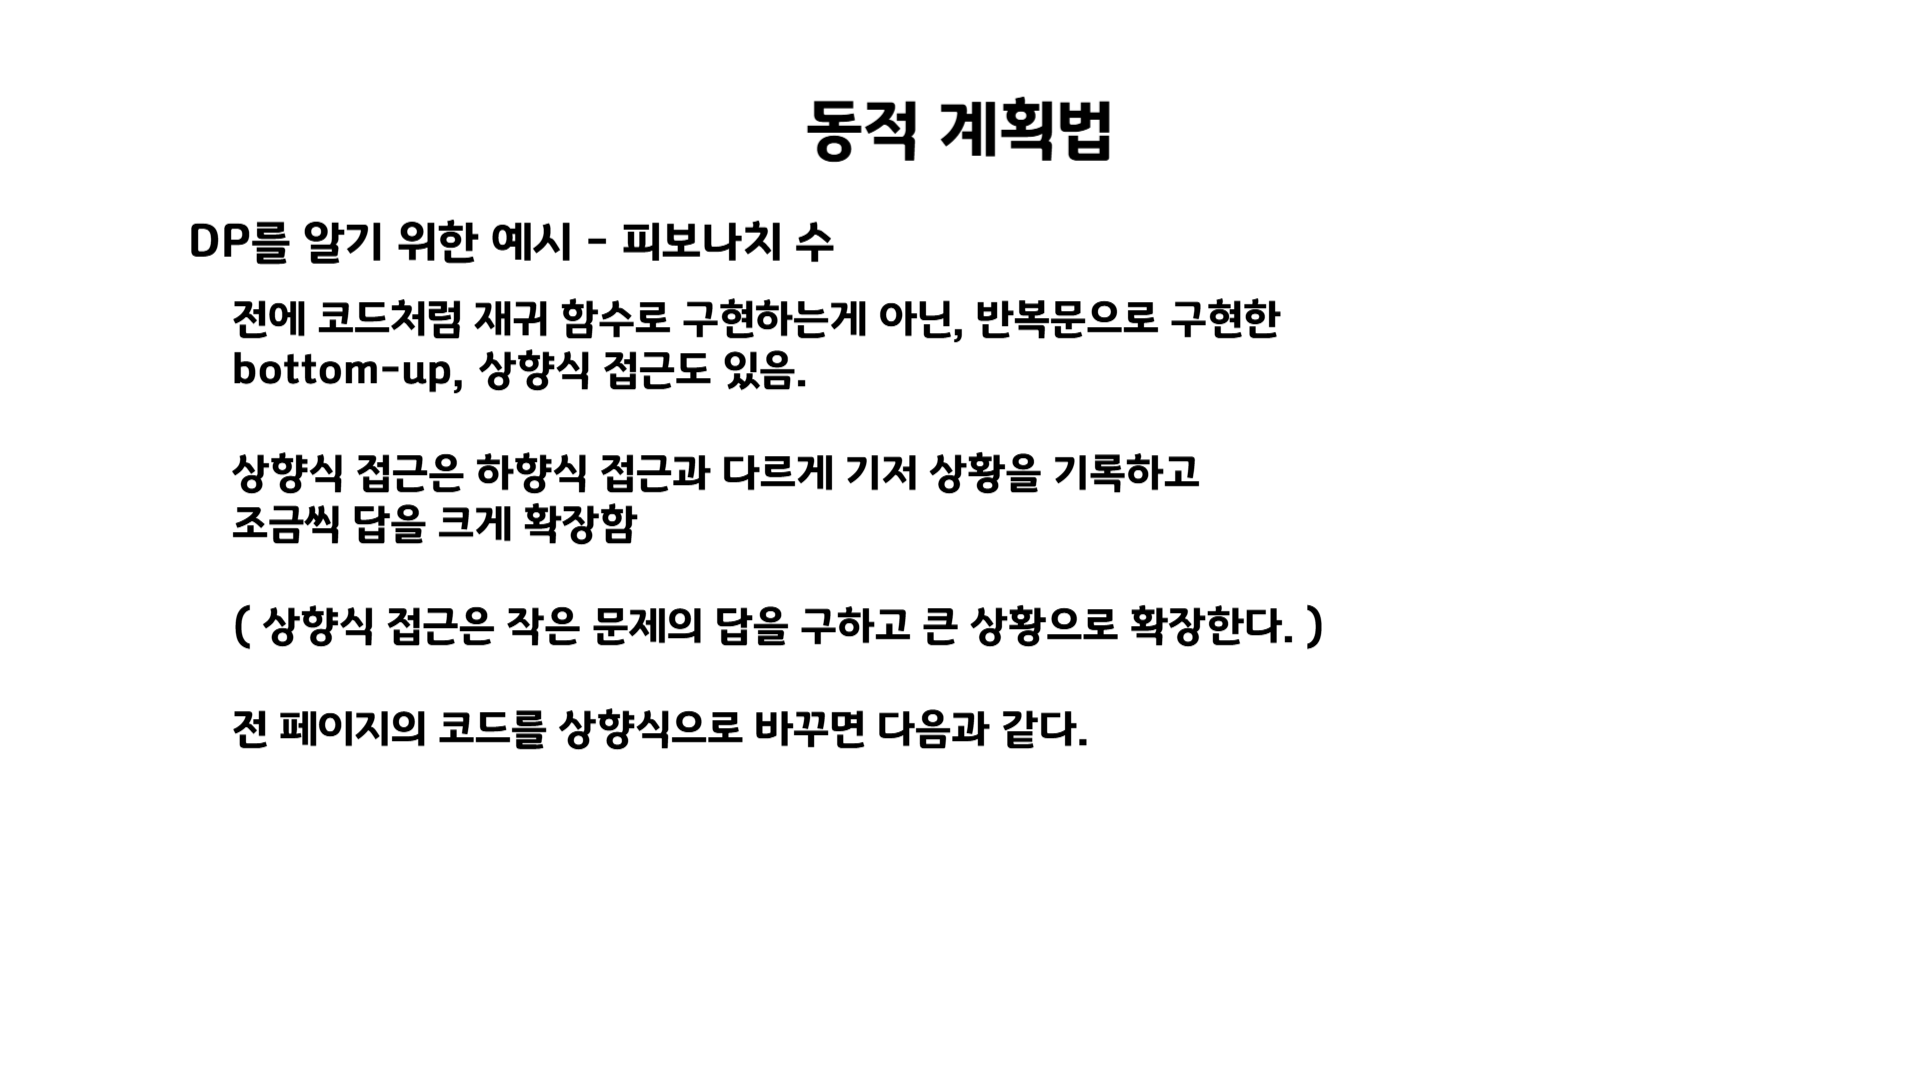 동적 계획법
DP를 알기 위한 예시 - 피보나치 수
전에 코드처럼 재귀 함수로 구현하는게 아닌, 반복문으로 구현한
bottom-up, 상향식 접근도 있음.
상향식 접근은 하향식 접근과 다르게 기저 상황을 기록하고
조금씩 답을 크게 확장함
( 상향식 접근은 작은 문제의 답을 구하고 큰 상황으로 확장한다. )
전 페이지의 코드를 상향식으로 바꾸면 다음과 같다.